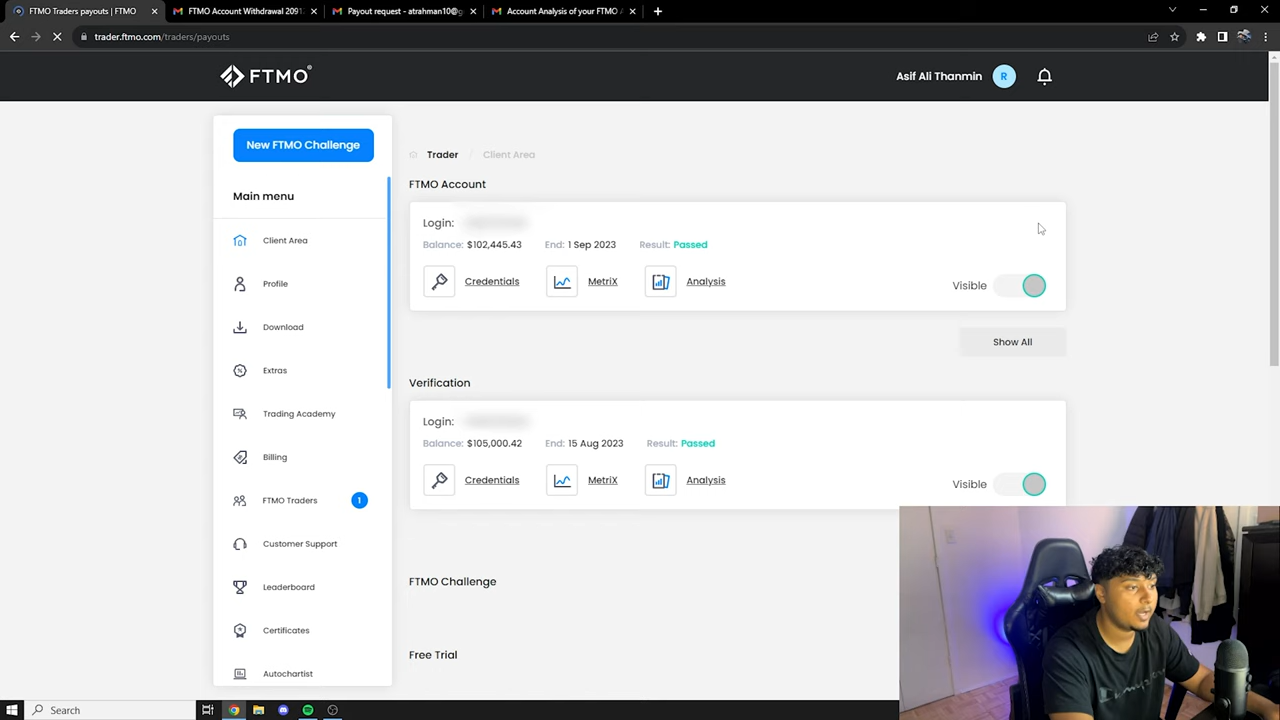 FTMO Traders payouts | FTMO
FTMO Account Withdrawal 2091
Payout request - atrahman10@g
Account Analysis of your FTMO A
trader.ftmo.com/traders/payouts
FTMO
Asif Ali Thanmin
R
New FTMO Challenge
Main menu
Client Area
Profile
Download
Extras
Trading Academy
Billing
FTMO Traders
1
Customer Support
Leaderboard
Certificates
Autochartist
Trader / Client Area
FTMO Account
Login:
Balance: $102,445.43 End: 1 Sep 2023 Result: Passed
Credentials MetriX Analysis Visible
Show All
Verification
Login:
Balance: $105,000.42 End: 15 Aug 2023 Result: Passed
Credentials MetriX Analysis Visible
FTMO Challenge
Free Trial
Search